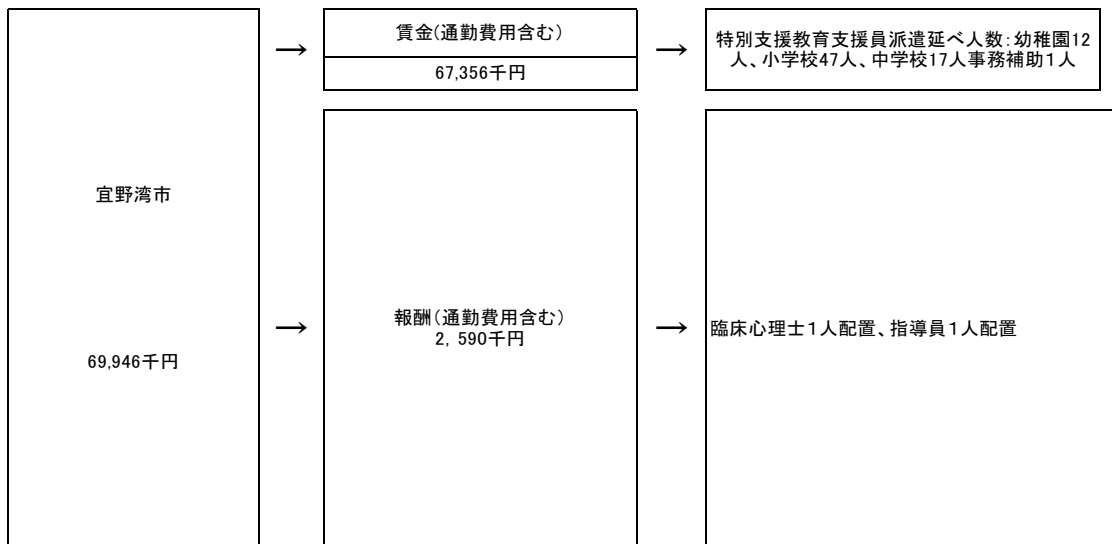 宜野湾市
69,946千円
→
賃金(通勤費用含む)
67,356千円
→
特別支援教育支援員派遣延べ人数:幼稚園12
人、小学校47人、中学校17人事務補助1人
→
報酬(通勤費用含む)
2,590千円
→
臨床心理士1人配置、指導員1人配置